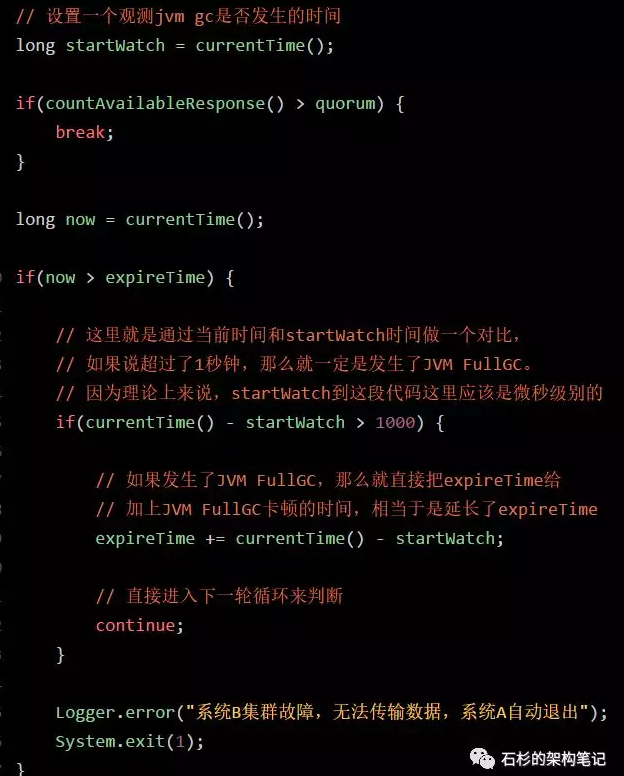 // 设置一个观测jvm gc是否发生的时间
long startWatch = currentTime();
if(countAvailableResponse() > quorum) {
    break;
}
long now = currentTime();
if(now > expireTime) {
    // 这里就是通过当前时间和startWatch时间做一个对比，
    // 如果说超过了1秒钟，那么就一定是发生了JVM FullGC。
    // 因为理论上来说，startWatch到这段代码这里应该是微秒级别的
    if(currentTime() - startWatch > 1000) {
        // 如果发生了JVM FullGC，那么就直接把expireTime给
        // 加上JVM FullGC卡顿的时间，相当于是延长了expireTime
        expireTime += currentTime() - startWatch;
        // 直接进入下一轮循环来判断
        continue;
    }
    Logger.error("系统B集群故障，无法传输数据，系统A自动退出");
    System.exit(1);
}
石杉的架构笔记